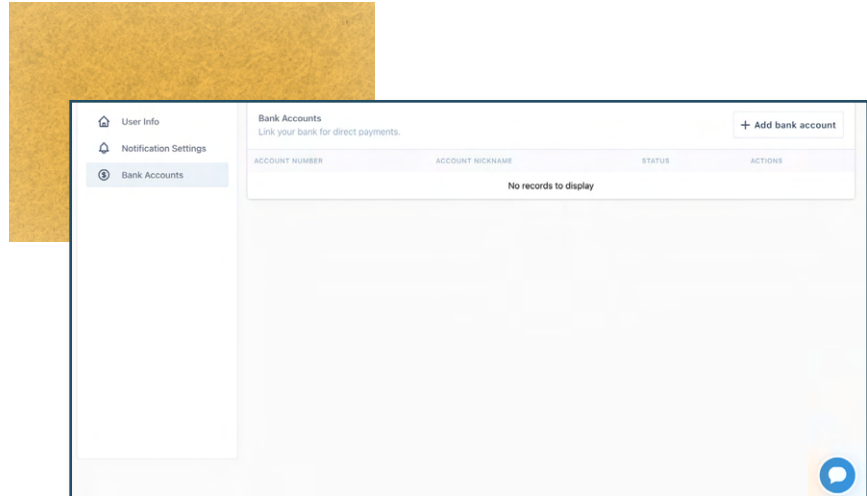 User Info
Notification Settings
Bank Accounts
Bank Accounts
Link your bank for direct payments.
+ Add bank account
ACCOUNT NUMBER ACCOUNT NICKNAME STATUS ACTIONS
No records to display